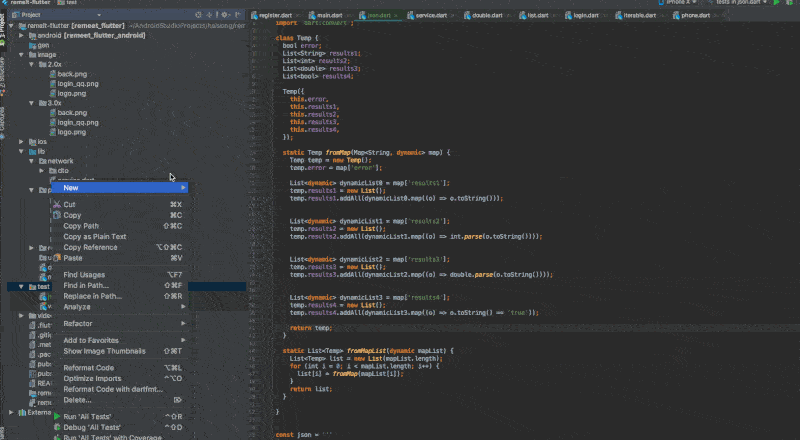 remeIt-flutter
test
iPhone X
tests in json.dart
Project
register.dart
main.dart
json.dart
service.dart
double.dart
list.dart
login.dart
iterable.dart
phone.dart
remeIt-flutter [remeet_flutter]
android [remeet_flutter_android]
gen
image
2.0x
back.png
login_qq.png
logo.png
3.0x
back.png
login_qq.png
logo.png
ios
lib
network
dto
test
Externa
New
Cut ⌘X
Copy ⌘C
Copy Path ⇧⌘C
Copy as Plain Text
Copy Reference ⌥⇧⌘C
Paste ⌘V
Find Usages ⌥F7
Find in Path... ⇧⌘F
Replace in Path... ⇧⌘R
Analyze
Refactor
Add to Favorites
Show Image Thumbnails ⇧⌘T
Reformat Code ⌥⌘L
Optimize Imports ⌃⌥O
Reformat Code with dartfmt...
Delete... ⌦
Run 'All Tests' ⌃⇧R
Debug 'All Tests' ⌃⇧D
Run 'All Tests' with Coverage
class Temp {
bool error;
List<String> results1;
List<int> results2;
List<double> results3;
List<bool> results4;
Temp({
this.error,
this.results1,
this.results2,
this.results3,
this.results4,
});
static Temp fromMap(Map<String, dynamic> map) {
Temp temp = new Temp();
temp.error = map['error'];
List<dynamic> dynamicList0 = map['results1'];
temp.results1 = new List();
temp.results1.addAll(dynamicList0.map((o) => o.toString()));
List<dynamic> dynamicList1 = map['results2'];
temp.results2 = new List();
temp.results2.addAll(dynamicList1.map((o) => int.parse(o.toString())));
List<dynamic> dynamicList2 = map['results3'];
temp.results3 = new List();
temp.results3.addAll(dynamicList2.map((o) => double.parse(o.toString())));
List<dynamic> dynamicList3 = map['results4'];
temp.results4 = new List();
temp.results4.addAll(dynamicList3.map((o) => o.toString() == 'true'));
return temp;
}
static List<Temp> fromMapList(dynamic mapList) {
List<Temp> list = new List(mapList.length);
for (int i = 0; i < mapList.length; i++) {
list[i] = fromMap(mapList[i]);
}
return list;
}
}
const json = '''